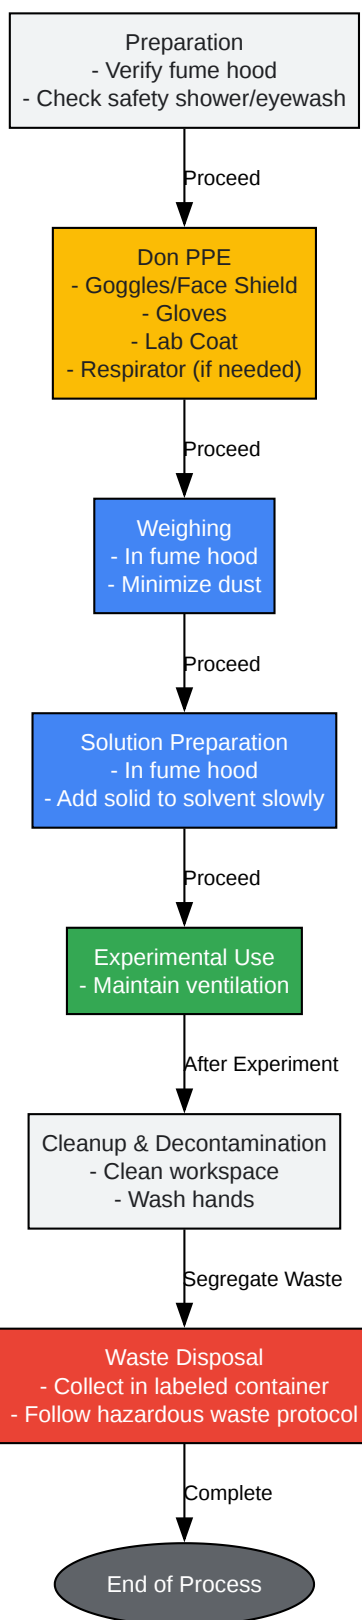 Preparation
- Verify fume hood
- Check safety shower/eyewash
Proceed
Don PPE
- Goggles/Face Shield
- Gloves
- Lab Coat
- Respirator (if needed)
Proceed
Weighing
- In fume hood
- Minimize dust
Proceed
Solution Preparation
- In fume hood
- Add solid to solvent slowly
Proceed
Experimental Use
- Maintain ventilation
After Experiment
Cleanup & Decontamination
- Clean workspace
- Wash hands
Segregate Waste
Waste Disposal
- Collect in labeled container
- Follow hazardous waste protocol
Complete
End of Process